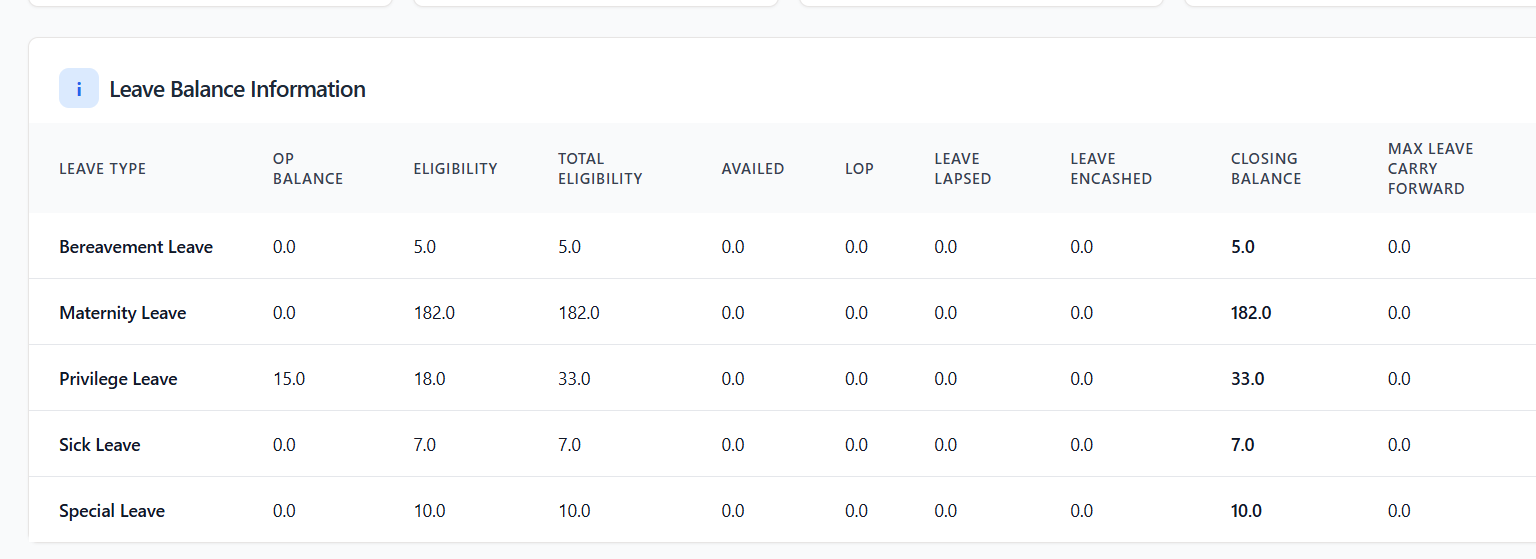 i Leave Balance Information
LEAVE TYPE OP BALANCE ELIGIBILITY TOTAL ELIGIBILITY AVAILED LOP LEAVE LAPSED LEAVE ENCASHED CLOSING BALANCE MAX LEAVE CARRY FORWARD
Bereavement Leave 0.0 5.0 5.0 0.0 0.0 0.0 0.0 5.0 0.0
Maternity Leave 0.0 182.0 182.0 0.0 0.0 0.0 0.0 182.0 0.0
Privilege Leave 15.0 18.0 33.0 0.0 0.0 0.0 0.0 33.0 0.0
Sick Leave 0.0 7.0 7.0 0.0 0.0 0.0 0.0 7.0 0.0
Special Leave 0.0 10.0 10.0 0.0 0.0 0.0 0.0 10.0 0.0